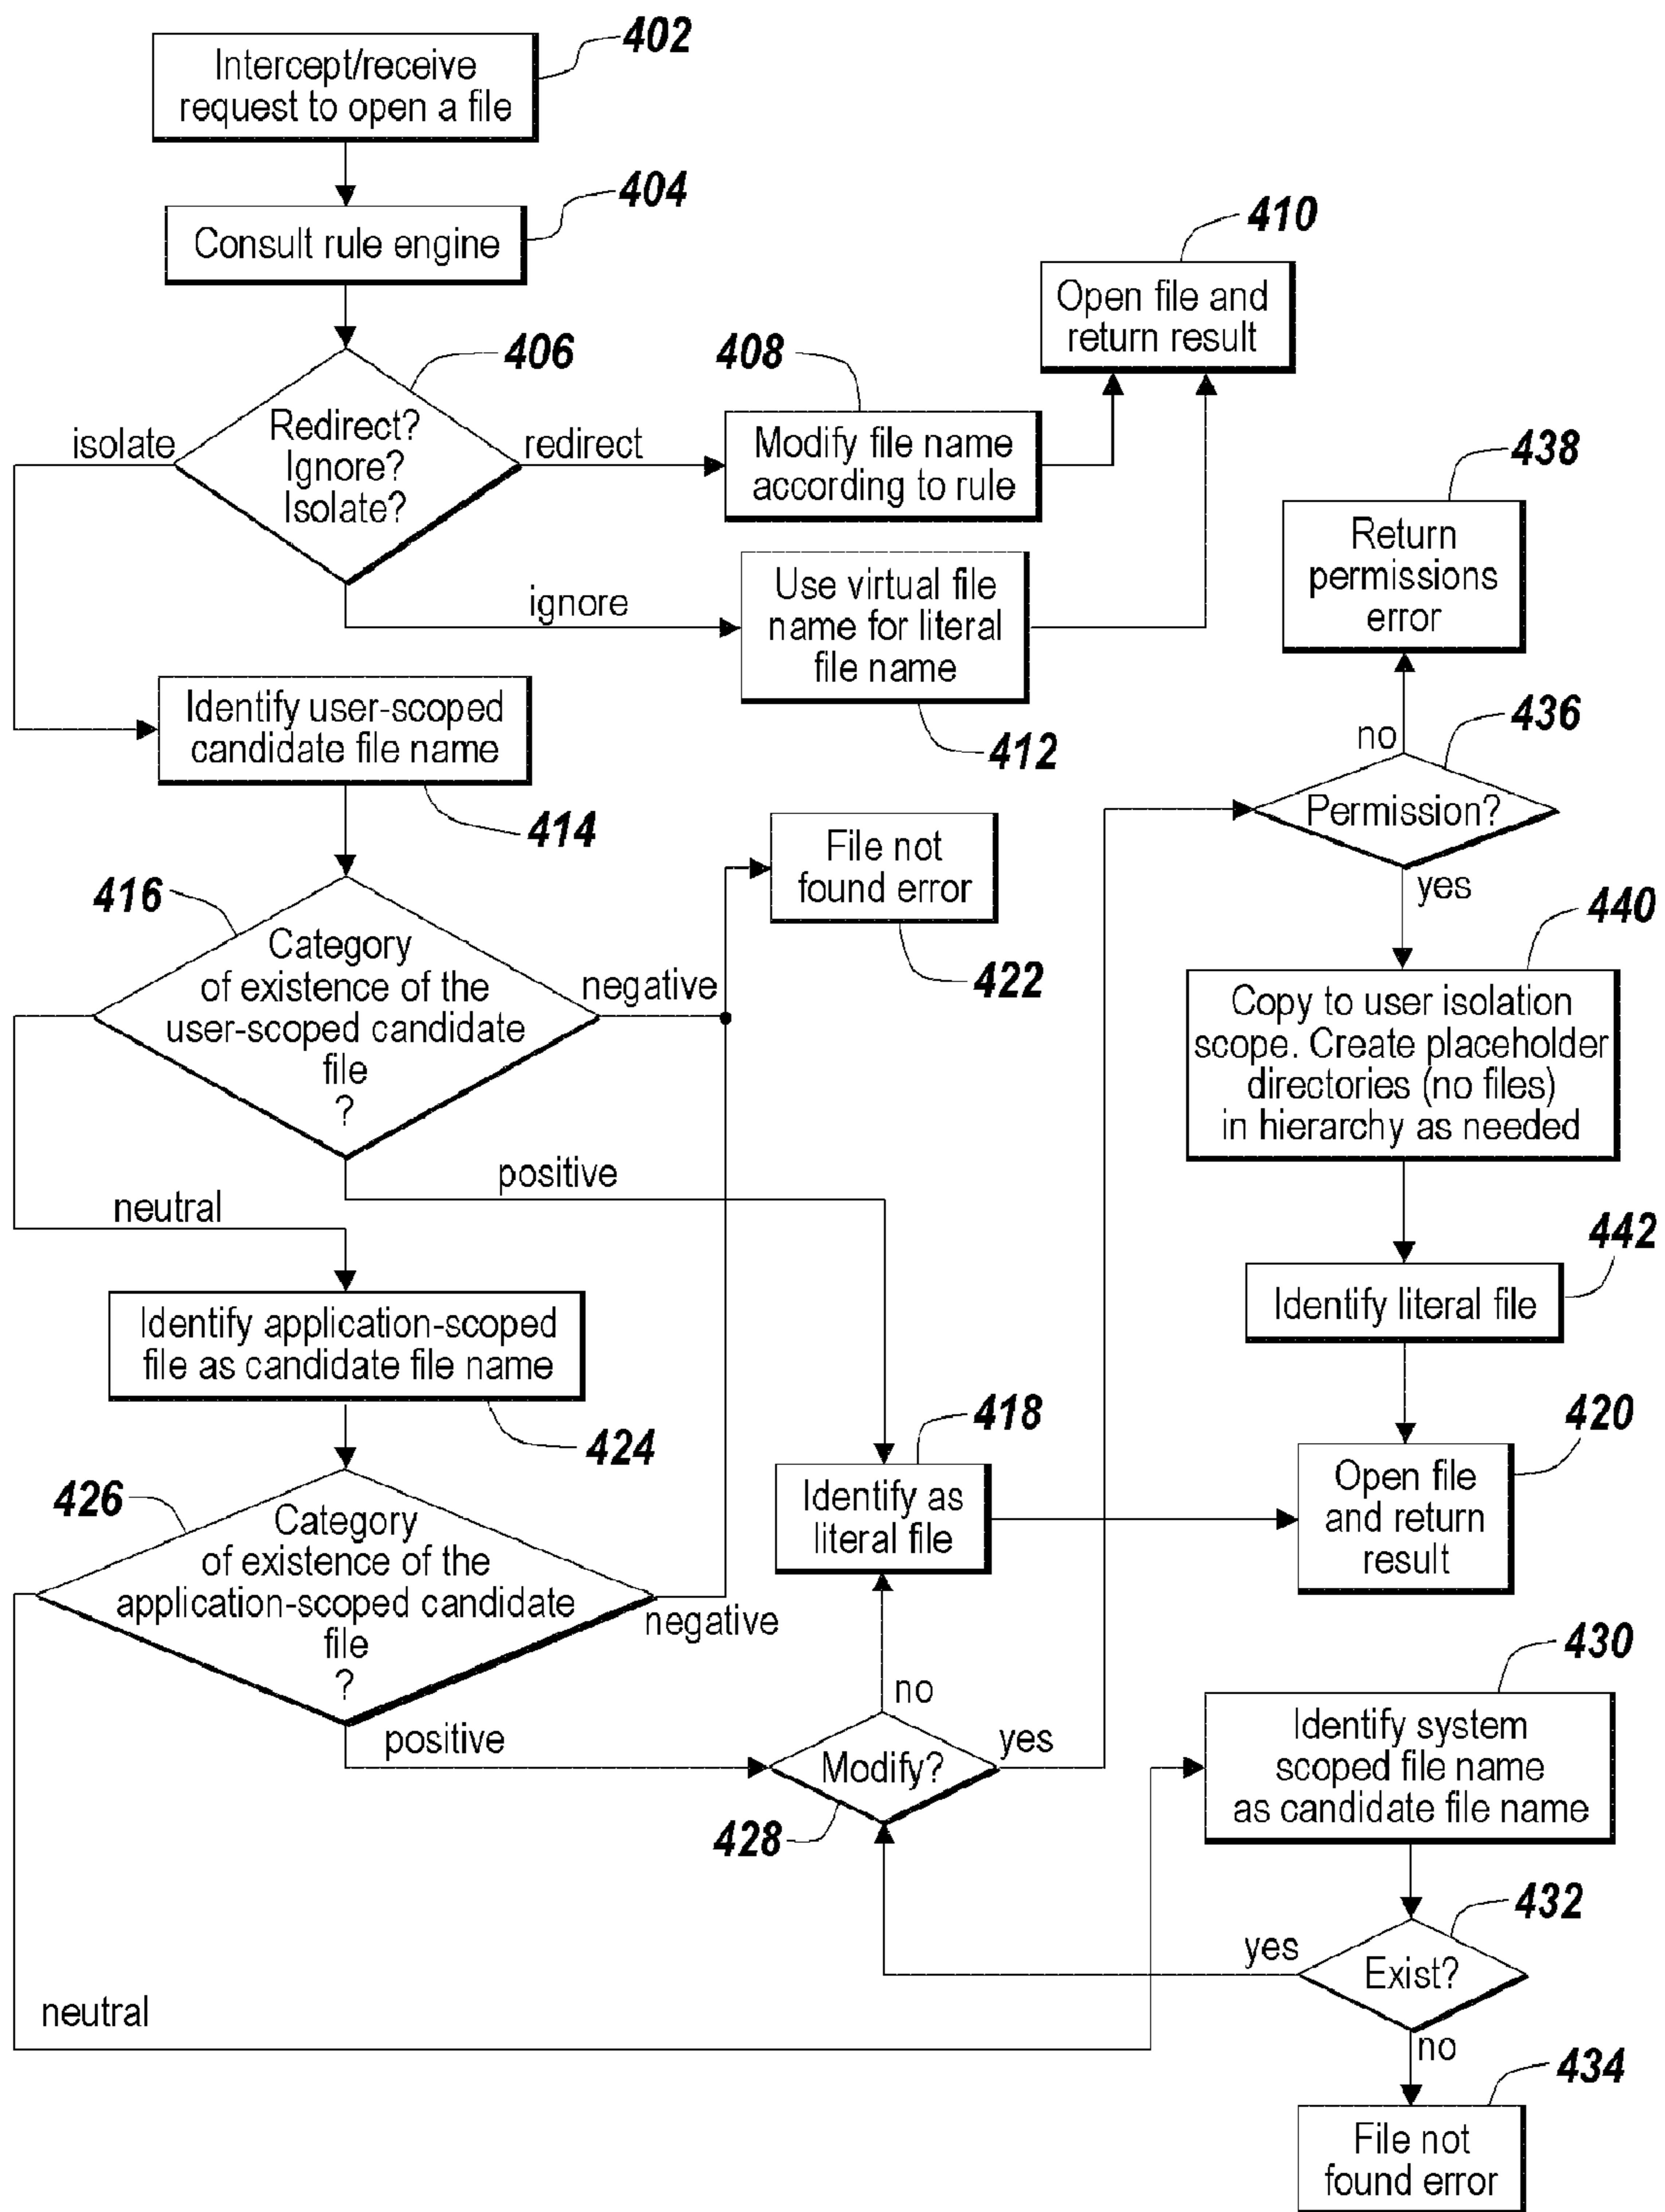 402
Intercept/receive
request to open a file
404
Consult rule engine
410
Open file and
return result
406
Redirect?
Ignore?
Isolate?
isolate
redirect
408
Modify file name
according to rule
ignore
Use virtual file
name for literal
file name
412
438
Return
permissions
error
Identify user-scoped
candidate file name
414
no
436
Permission?
yes
File not
found error
422
416
Category
of existence of the
user-scoped candidate
file
?
negative
positive
neutral
440
Copy to user isolation
scope. Create placeholder
directories (no files)
in hierarchy as needed
442
Identify literal file
Identify application-scoped
file as candidate file name
424
418
Identify as
literal file
420
Open file
and return
result
426
Category
of existence of the
application-scoped candidate
file
?
negative
positive
neutral
no
Modify?
yes
428
430
Identify system
scoped file name
as candidate file name
432
yes
Exist?
no
434
File not
found error